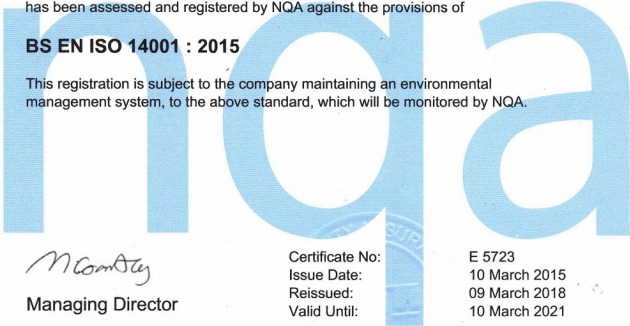 has been assessed and registered by NQA against the provisions of
BS EN ISO 14001 : 2015
This registration is subject to the company maintaining an environmental
management system, to the above standard, which will be monitored by NQA.
nqa
Certificate No: E 5723
Issue Date: 10 March 2015
Reissued: 09 March 2018
Valid Until: 10 March 2021
Managing Director